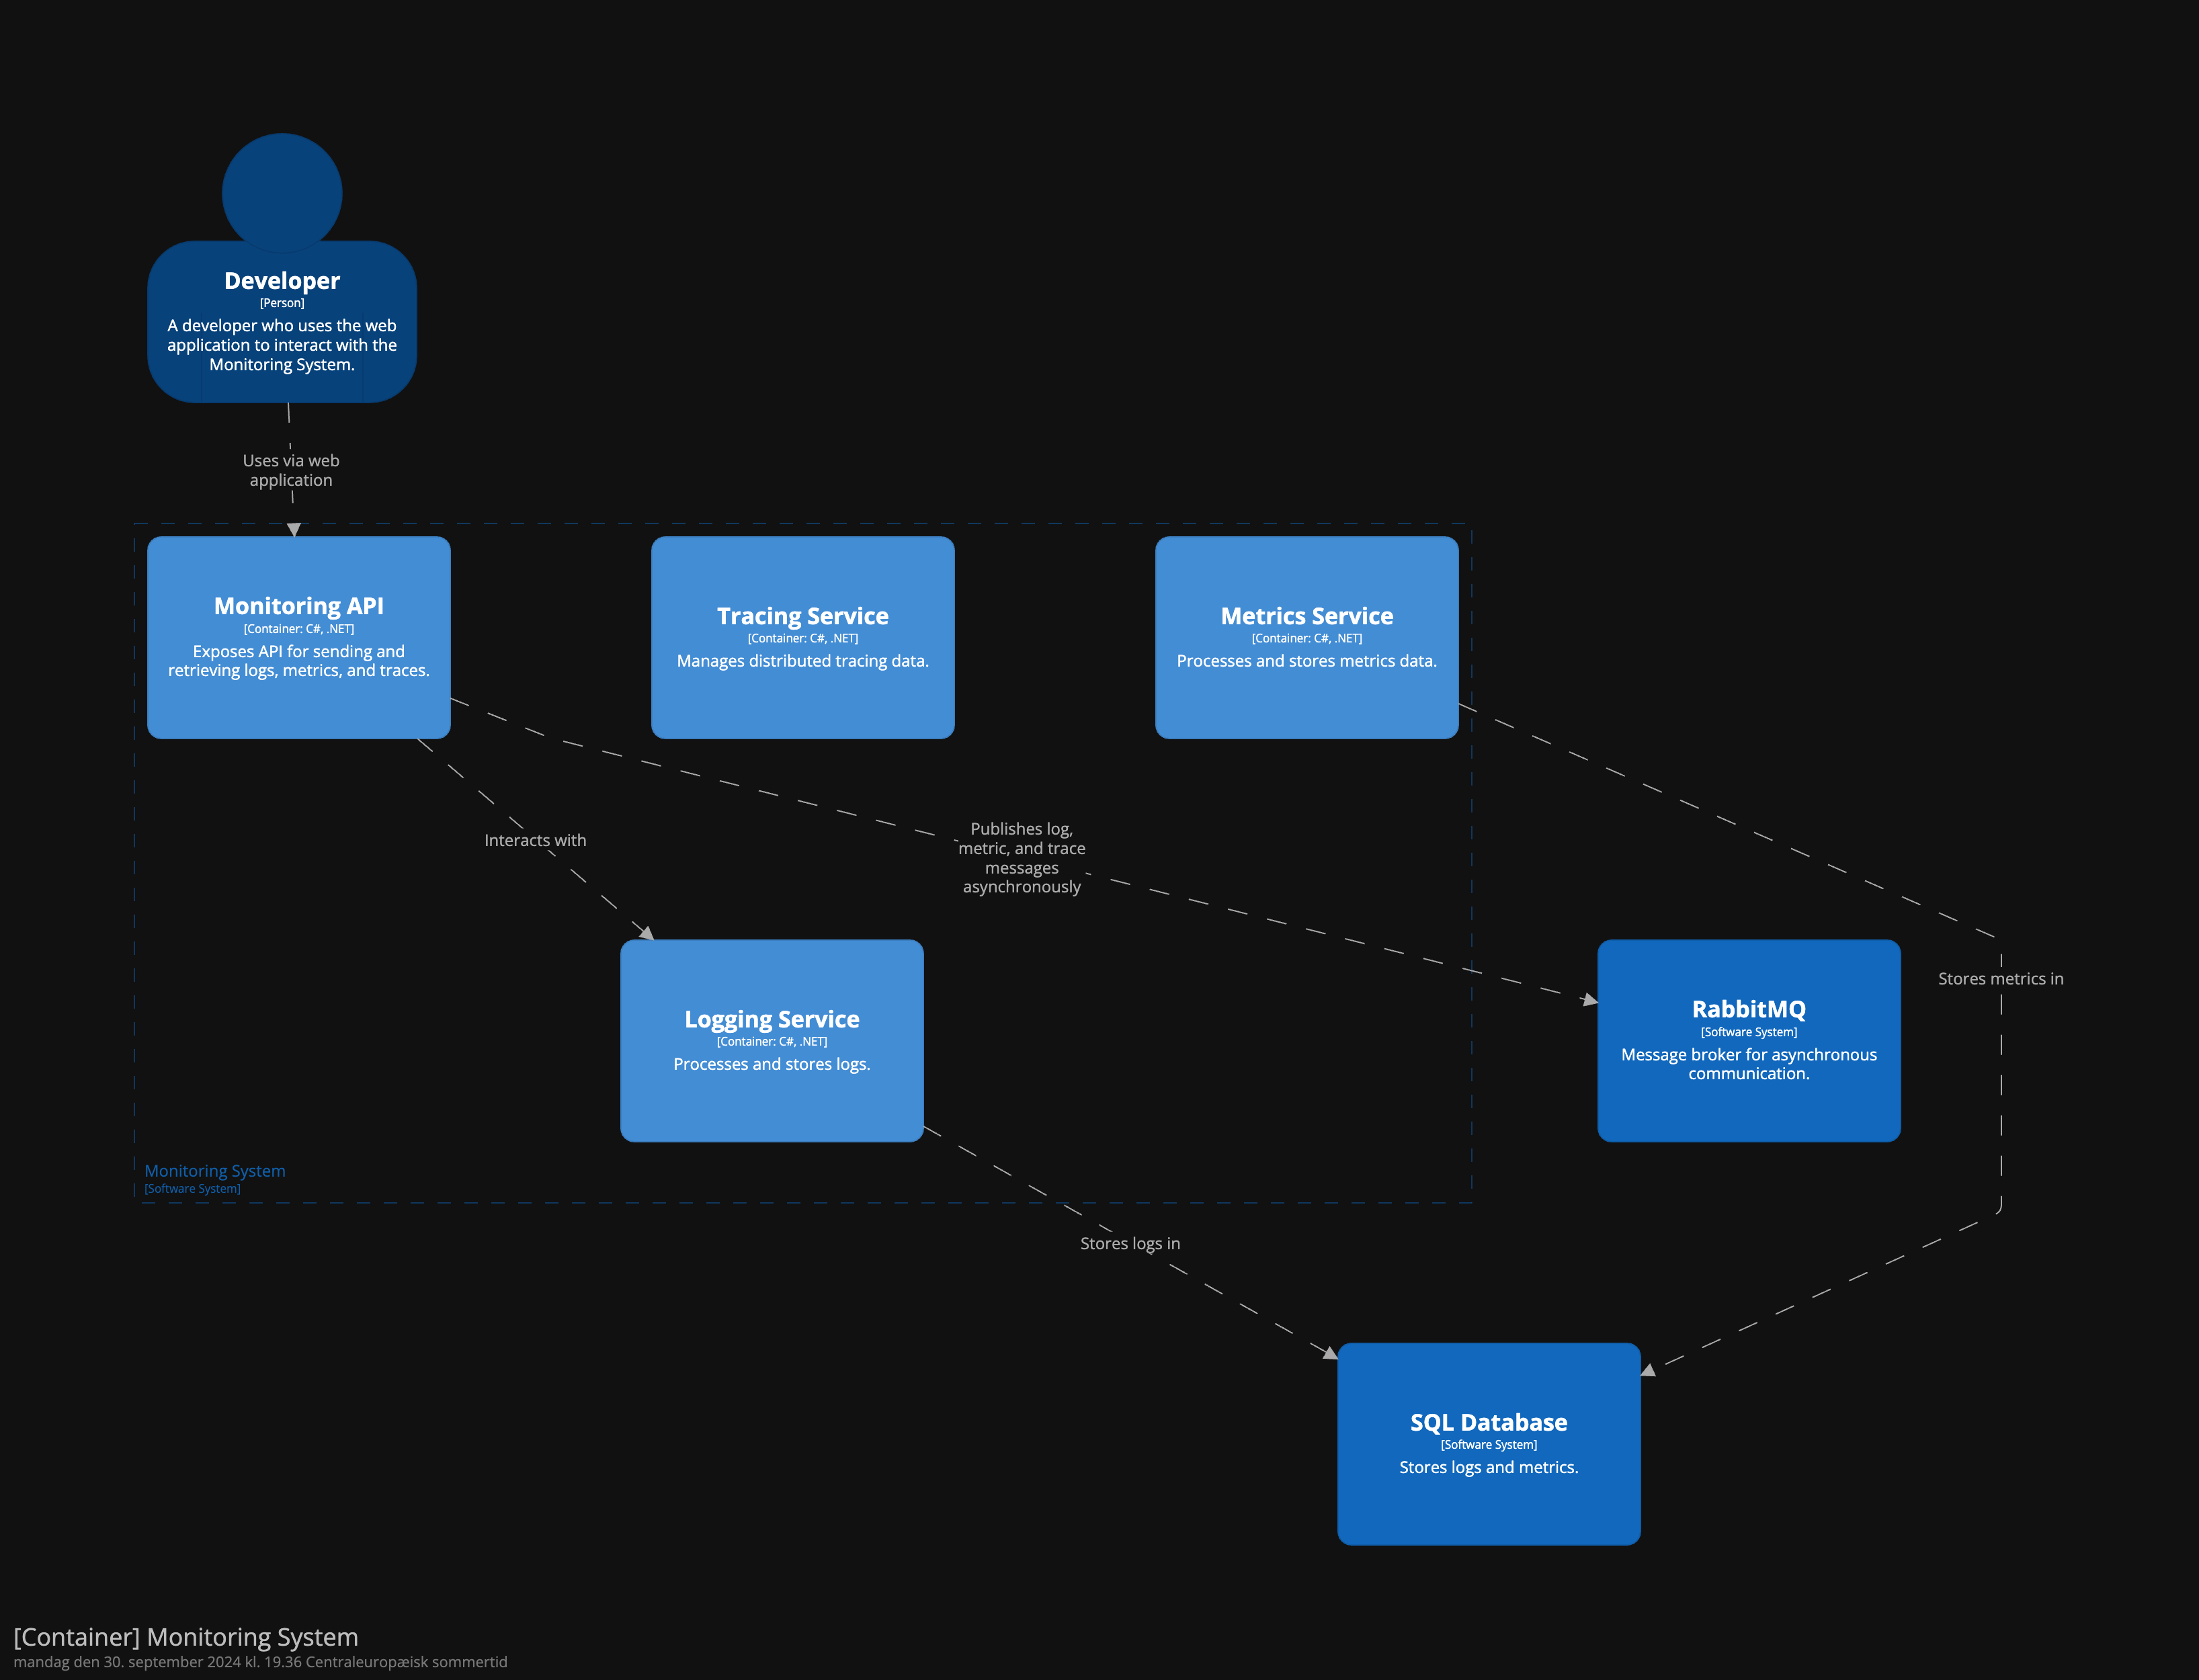 Developer
[Person]
A developer who uses the web
application to interact with the
Monitoring System.
Uses via web
application
Monitoring API
[Container: C#, .NET]
Exposes API for sending and
retrieving logs, metrics, and traces.
Tracing Service
[Container: C#, .NET]
Manages distributed tracing data.
Metrics Service
[Container: C#, .NET]
Processes and stores metrics data.
Interacts with
Publishes log,
metric, and trace
messages
asynchronously
Stores metrics in
Logging Service
[Container: C#, .NET]
Processes and stores logs.
RabbitMQ
[Software System]
Message broker for asynchronous
communication.
Monitoring System
[Software System]
Stores logs in
SQL Database
[Software System]
Stores logs and metrics.
[Container] Monitoring System
mandag den 30. september 2024 kl. 19.36 Centraleuropæisk sommertid